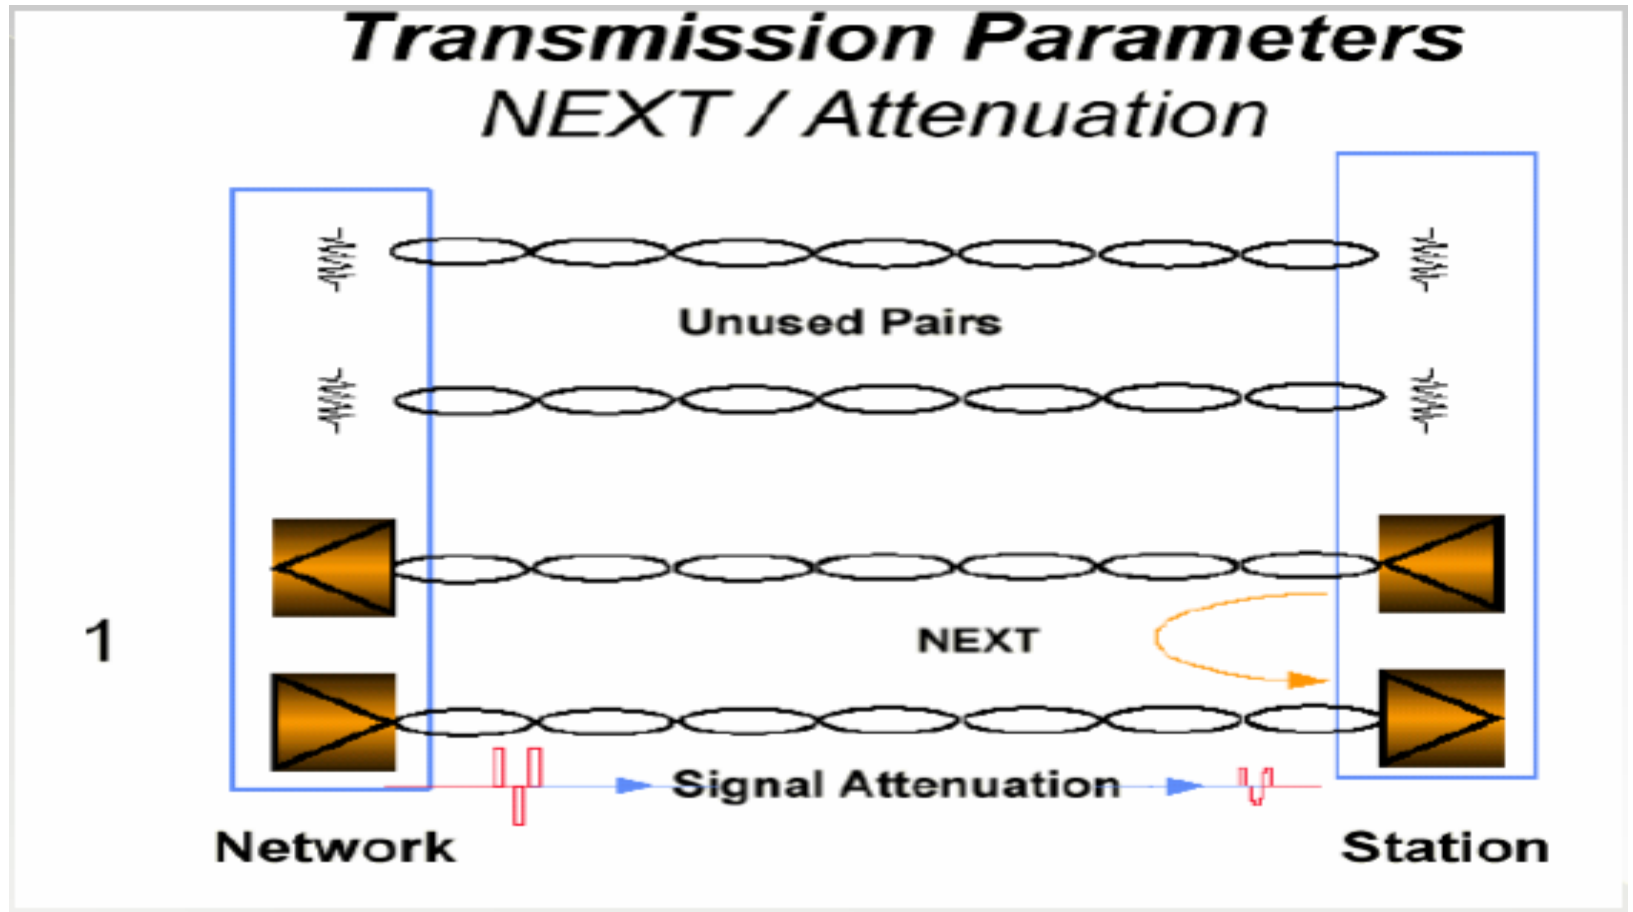 Transmission Parameters
NEXT / Attenuation
Unused Pairs
1
NEXT
Signal Attenuation
Network
Station